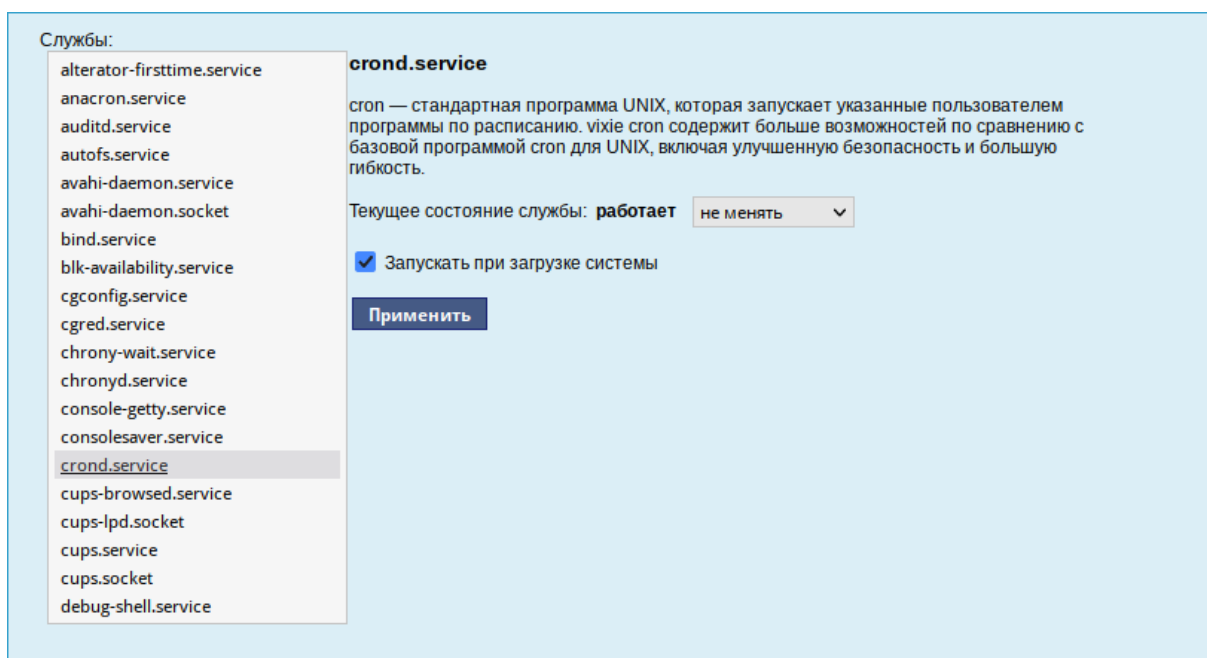 Службы:
alterator-firsttime.service
anacron.service
auditd.service
autofs.service
avahi-daemon.service
avahi-daemon.socket
bind.service
blk-availability.service
cgconfig.service
cgred.service
chrony-wait.service
chronyd.service
console-getty.service
consolesaver.service
crond.service
cups-browsed.service
cups-lpd.socket
cups.service
cups.socket
debug-shell.service
crond.service
cron — стандартная программа UNIX, которая запускает указанные пользователем
программы по расписанию. vixie cron содержит больше возможностей по сравнению с
базовой программой cron для UNIX, включая улучшенную безопасность и большую
гибкость.
Текущее состояние службы: работает не менять
Запускать при загрузке системы
Применить